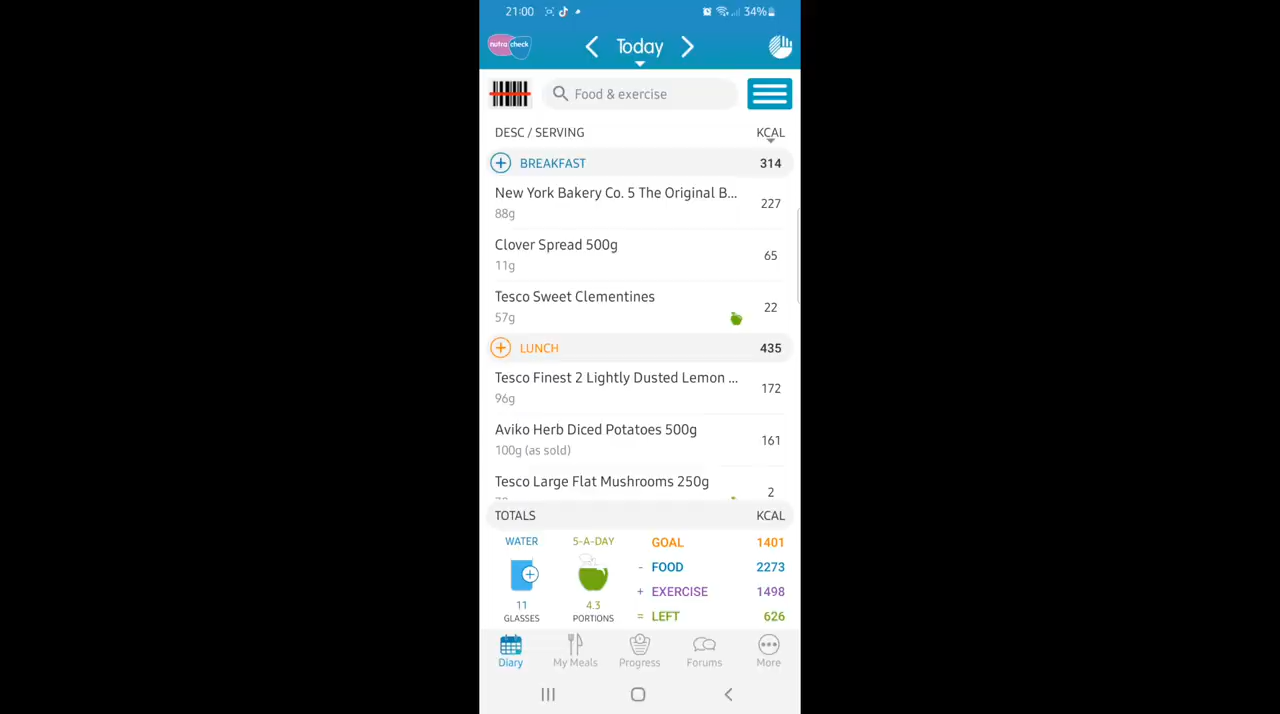 21:00 34%
nutra check Today
Food & exercise
DESC / SERVING KCAL
BREAKFAST 314
New York Bakery Co. 5 The Original B... 227
88g
Clover Spread 500g 65
11g
Tesco Sweet Clementines 22
57g
LUNCH 435
Tesco Finest 2 Lightly Dusted Lemon ... 172
96g
Aviko Herb Diced Potatoes 500g 161
100g (as sold)
Tesco Large Flat Mushrooms 250g 2
TOTALS KCAL
WATER 5-A-DAY GOAL 1401
- FOOD 2273
+ EXERCISE 1498
11 4.3
GLASSES PORTIONS = LEFT 626
Diary My Meals Progress Forums More